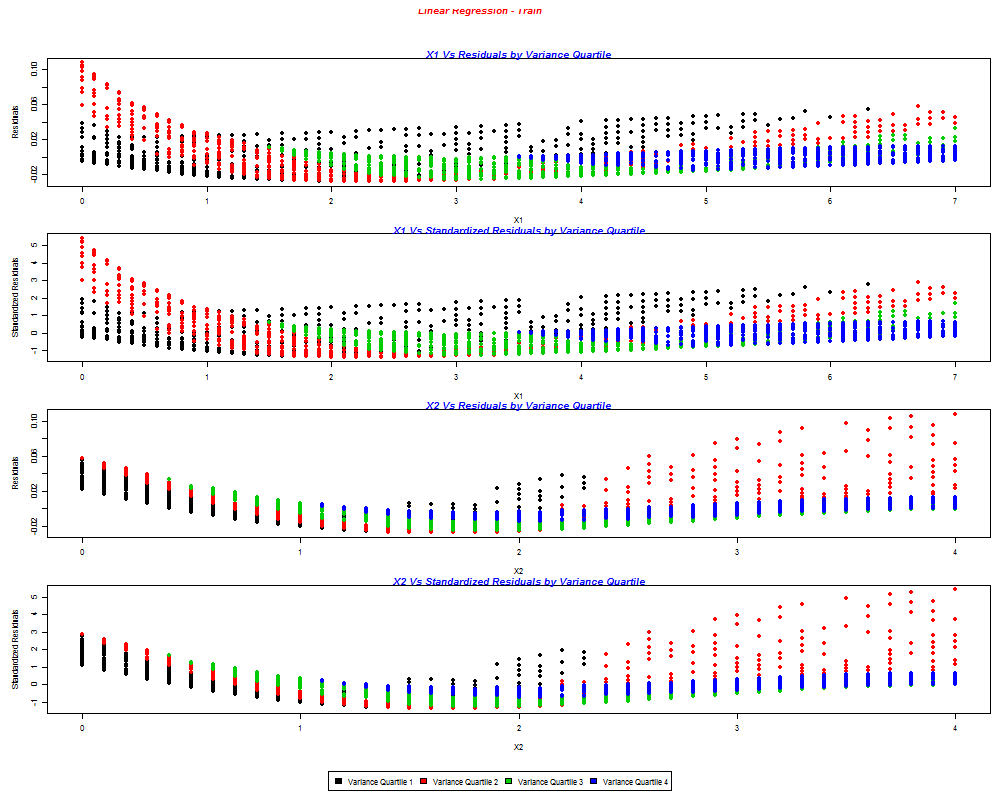 Linear Regression - Train
X1 Vs Residuals by Variance Quartile
Residuals
-0.02 0.02 0.06 0.10
0 1 2 3 4 5 6 7
X1
X1 Vs Standardized Residuals by Variance Quartile
Standardized Residuals
-1 0 1 2 3 4 5
0 1 2 3 4 5 6 7
X1
X2 Vs Residuals by Variance Quartile
Residuals
-0.02 0.02 0.06 0.10
0 1 2 3 4
X2
X2 Vs Standardized Residuals by Variance Quartile
Standardized Residuals
-1 0 1 2 3 4 5
0 1 2 3 4
X2
Variance Quartile 1 Variance Quartile 2 Variance Quartile 3 Variance Quartile 4